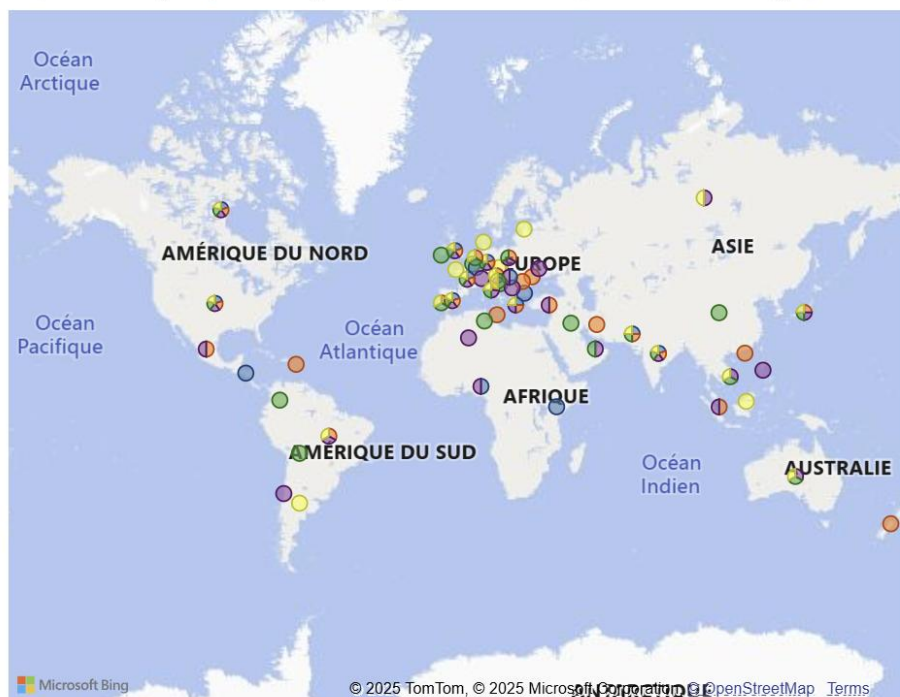 Océan
Arctique
AMÉRIQUE DU NORD
EUROPE
ASIE
Océan
Pacifique
Océan
Atlantique
AFRIQUE
AMÉRIQUE DU SUD
Océan
Indien
AUSTRALIE
Microsoft Bing
© 2025 TomTom, © 2025 Microsoft Corporation, © OpenStreetMap Terms